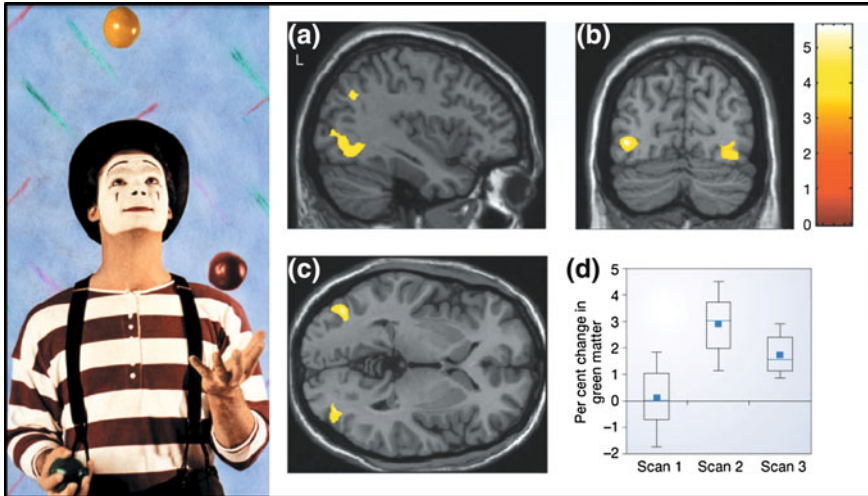 (a)
L
(b)
5
4
3
2
1
0
(c)
(d)
Per cent change in
green matter
5
4
3
2
1
0
−1
−2
Scan 1 Scan 2 Scan 3